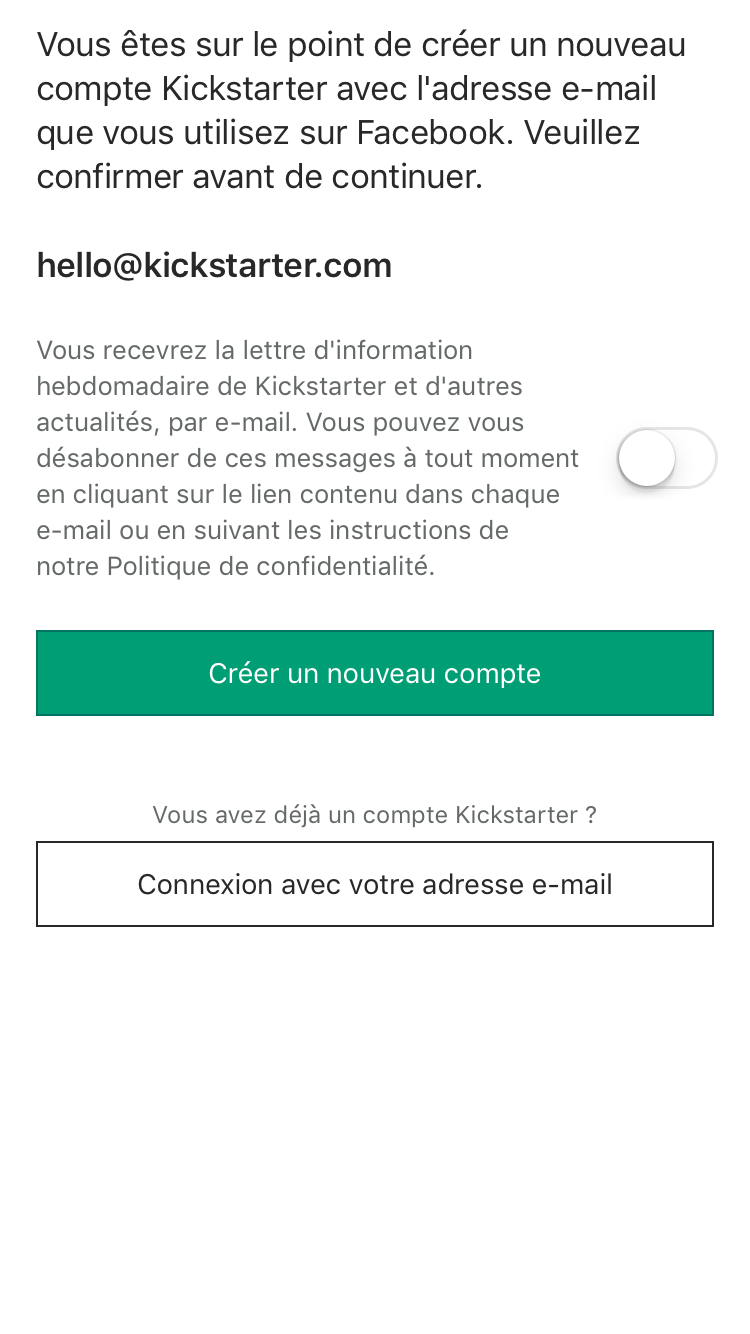 Vous êtes sur le point de créer un nouveau
compte Kickstarter avec l'adresse e-mail
que vous utilisez sur Facebook. Veuillez
confirmer avant de continuer.
hello@kickstarter.com
Vous recevrez la lettre d'information
hebdomadaire de Kickstarter et d'autres
actualités, par e-mail. Vous pouvez vous
désabonner de ces messages à tout moment
en cliquant sur le lien contenu dans chaque
e-mail ou en suivant les instructions de
notre Politique de confidentialité.
Créer un nouveau compte
Vous avez déjà un compte Kickstarter ?
Connexion avec votre adresse e-mail